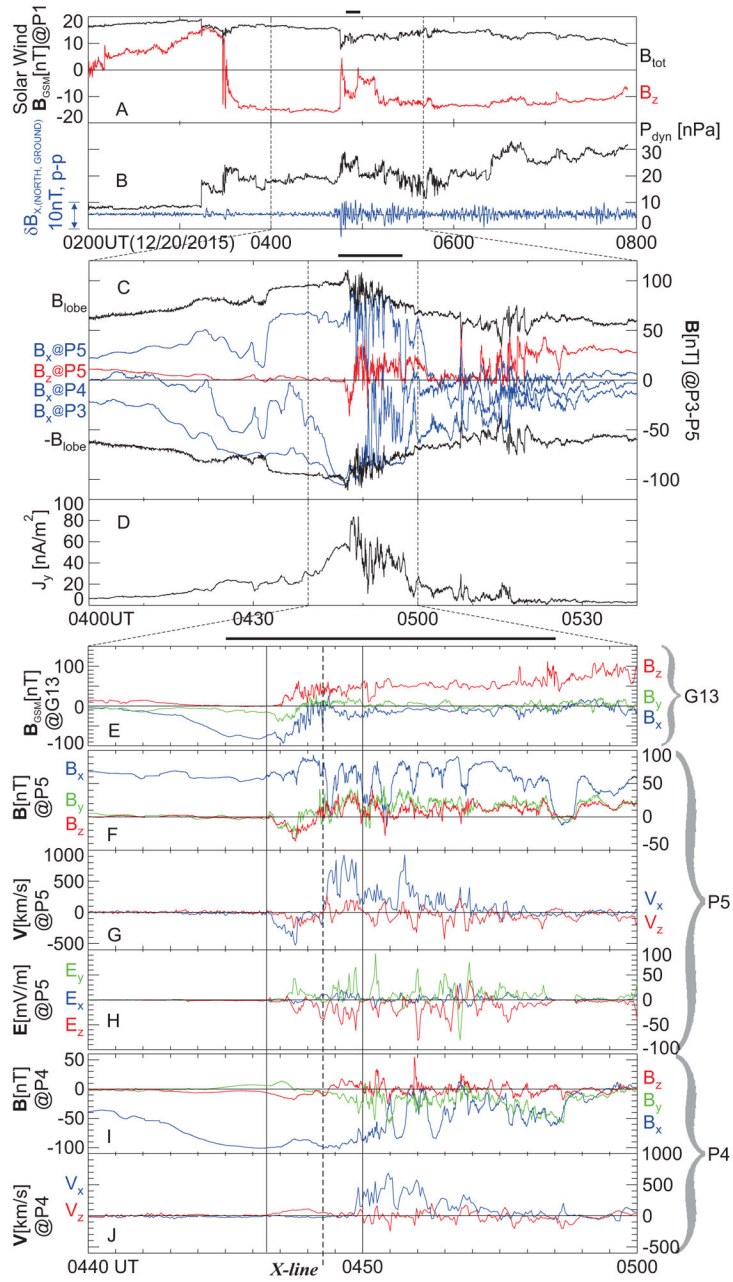 Solar Wind
B_GSM[nT]@P1
20
10
0
-10
-20
A
B_tot
B_z
P_dyn [nPa]
δB_X,(NORTH, GROUND)
10nT, p-p
B
30
20
10
0
0200UT(12/20/2015) 0400 0600 0800
C
B_lobe
B_x@P5
B_z@P5
B_x@P4
B_x@P3
-B_lobe
100
50
0
-50
-100
B[nT] @P3-P5
D
J_y [nA/m²]
100
80
60
40
20
0
0400UT 0430 0500 0530
B_GSM[nT]
@G13
100
0
-100
E
B_z
B_y
B_x
G13
B[nT]
@P5
B_x
B_y
B_z
F
100
50
0
-50
V[km/s]
@P5
1000
500
0
-500
G
V_x
V_z
P5
E[mV/m]
@P5
E_y
E_x
E_z
H
100
50
0
-50
-100
B[nT]
@P4
50
0
-50
-100
I
B_z
B_y
B_x
P4
V[km/s]
@P4
V_x
V_z
J
1000
500
0
-500
0440 UT X-line 0450 0500